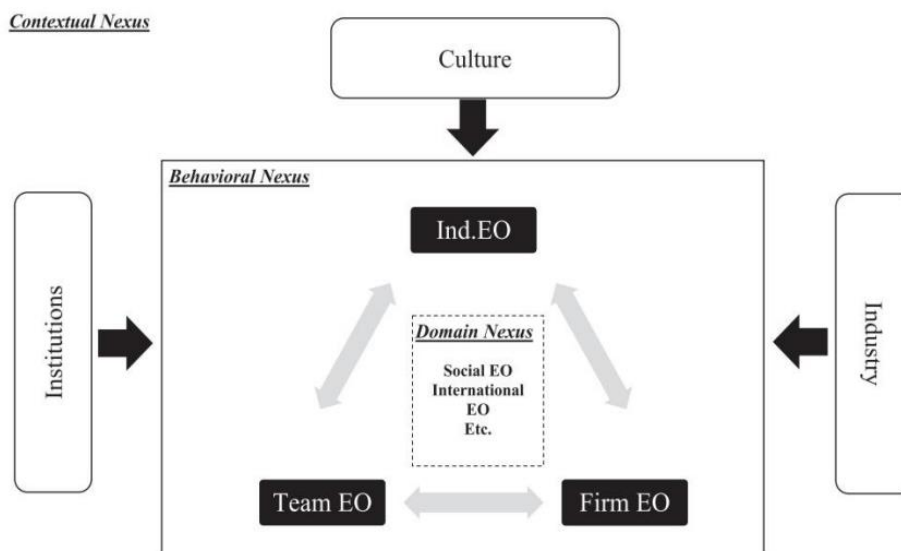 Contextual Nexus
Culture
Behavioral Nexus
Ind.EO
Institutions
Industry
Domain Nexus
Social EO
International
EO
Etc.
Team EO
Firm EO